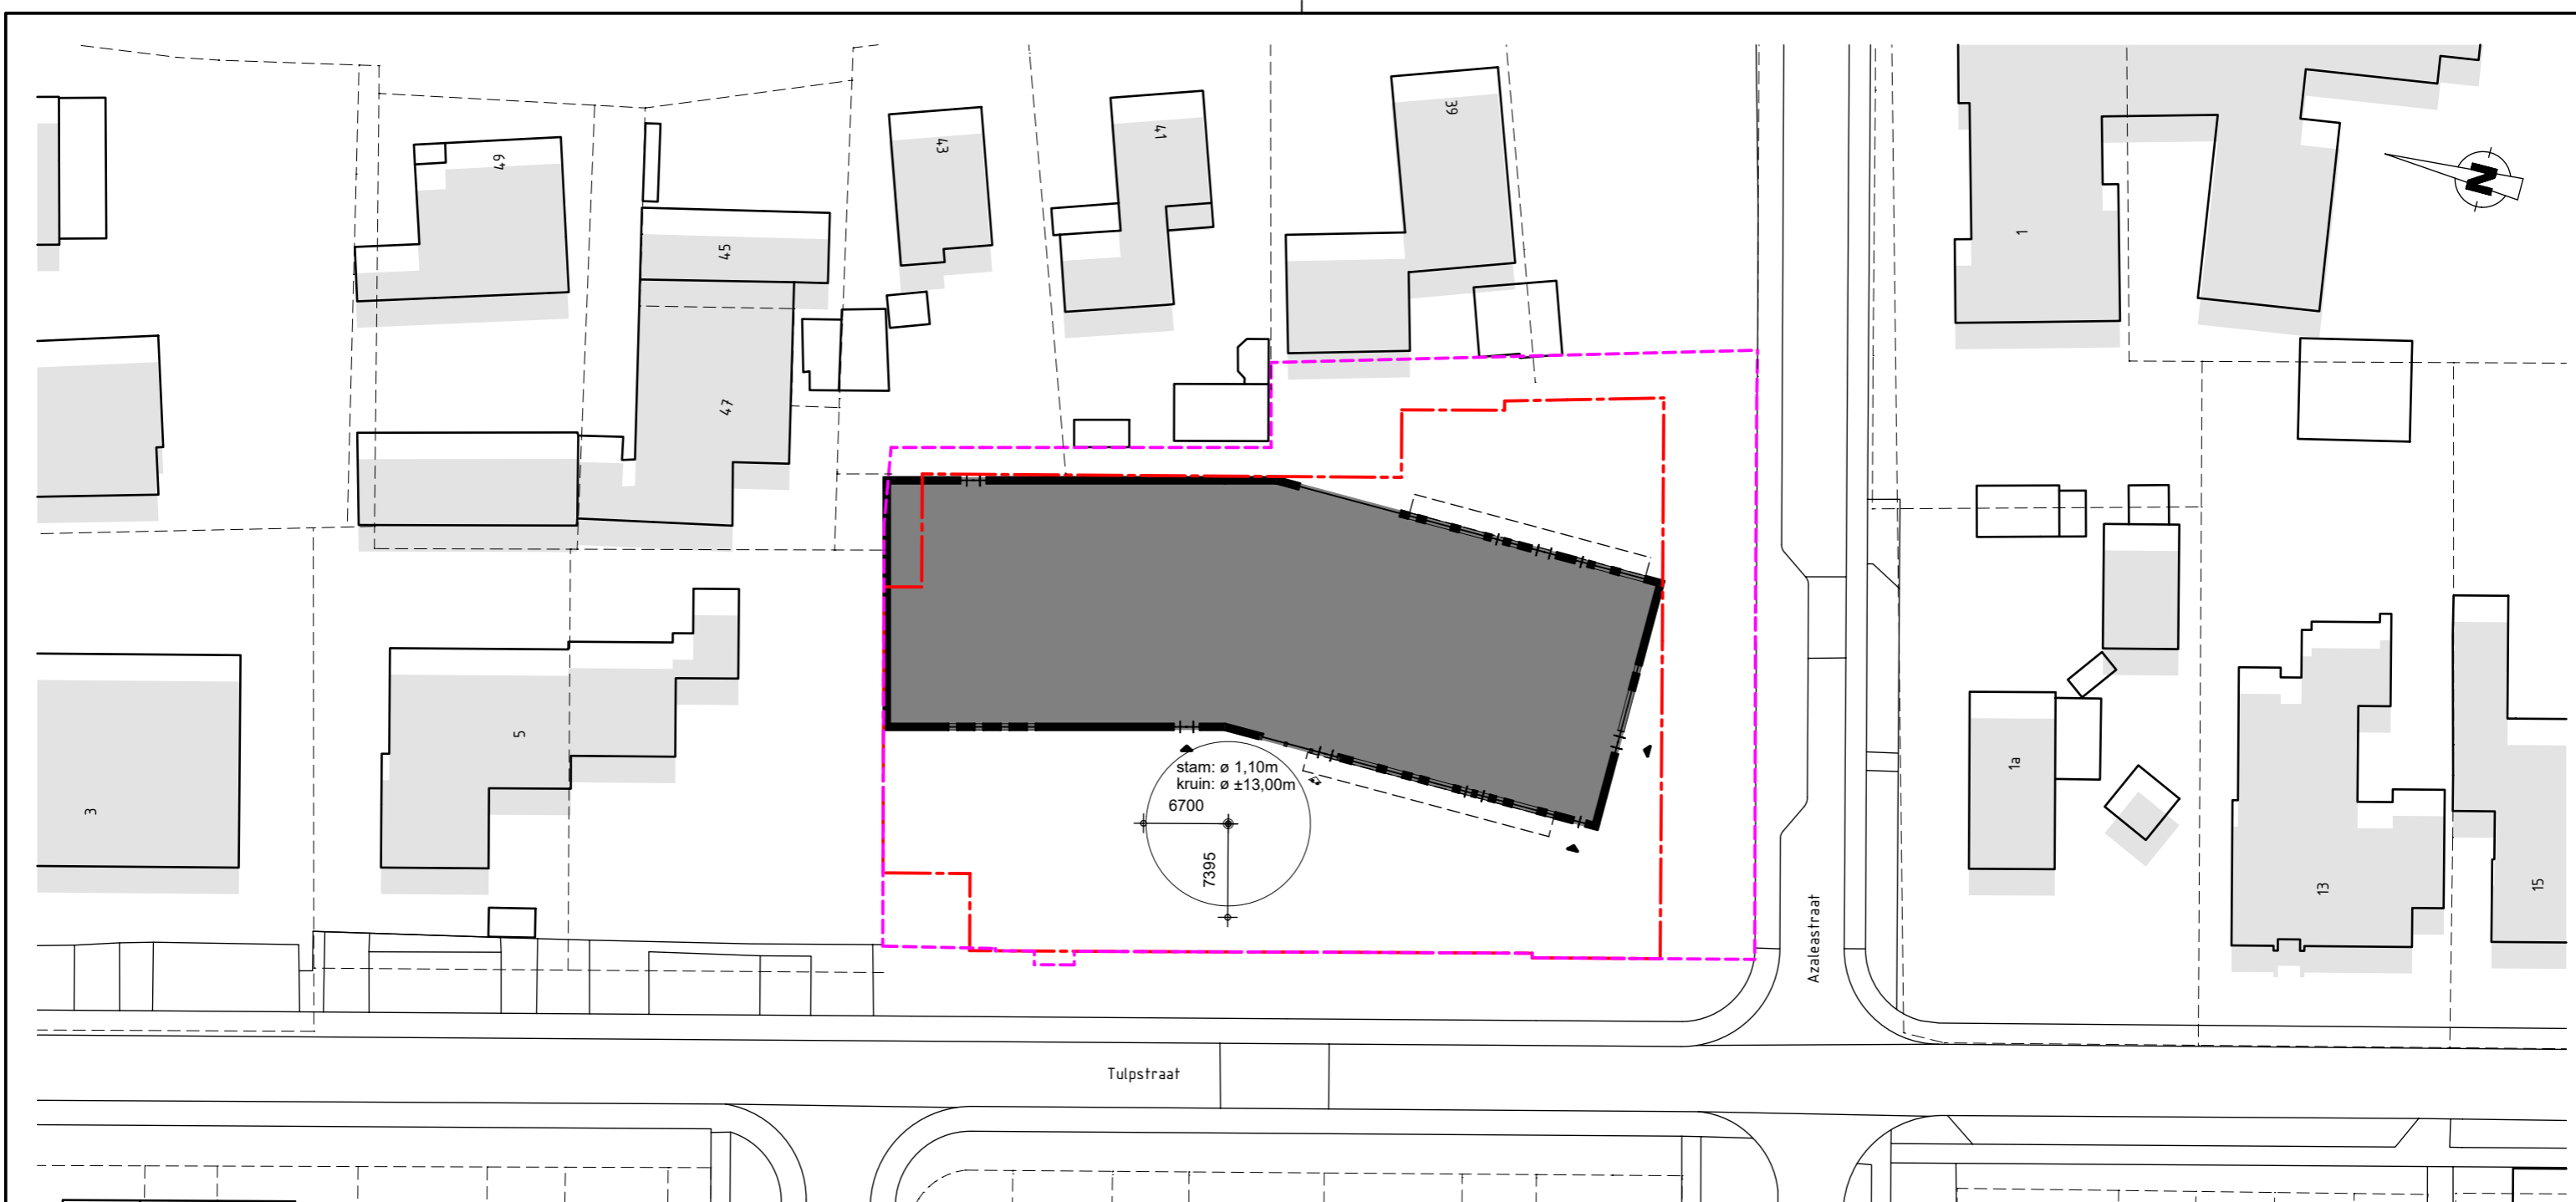 39
41
43
49
45
1
N
47
5
3
stam: ø 1,10m
kruin: ø ±13,00m
6700
7395
1a
13
15
Azaleastraat
Tulpstraat